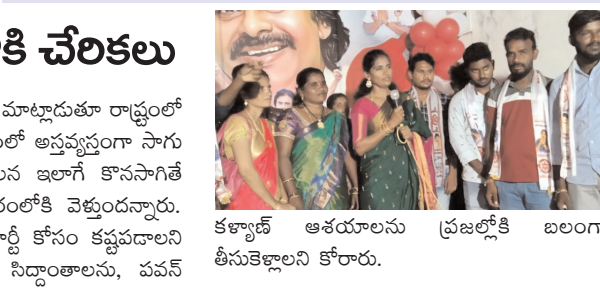 కి చేరికలు
మాట్లాడుతూ రాష్ట్రంలో
లో అస్తవ్యస్తంగా సాగు
ఇలాగే కొనసాగితే
వెళ్తుందన్నారు.
కోసం కష్టపడాలని
సిద్దాంతాలను, పవన్
కళ్యాణ్ ఆశయాలను ప్రజల్లోకి బలంగా
తీసుకెళ్లాలని కోరారు.